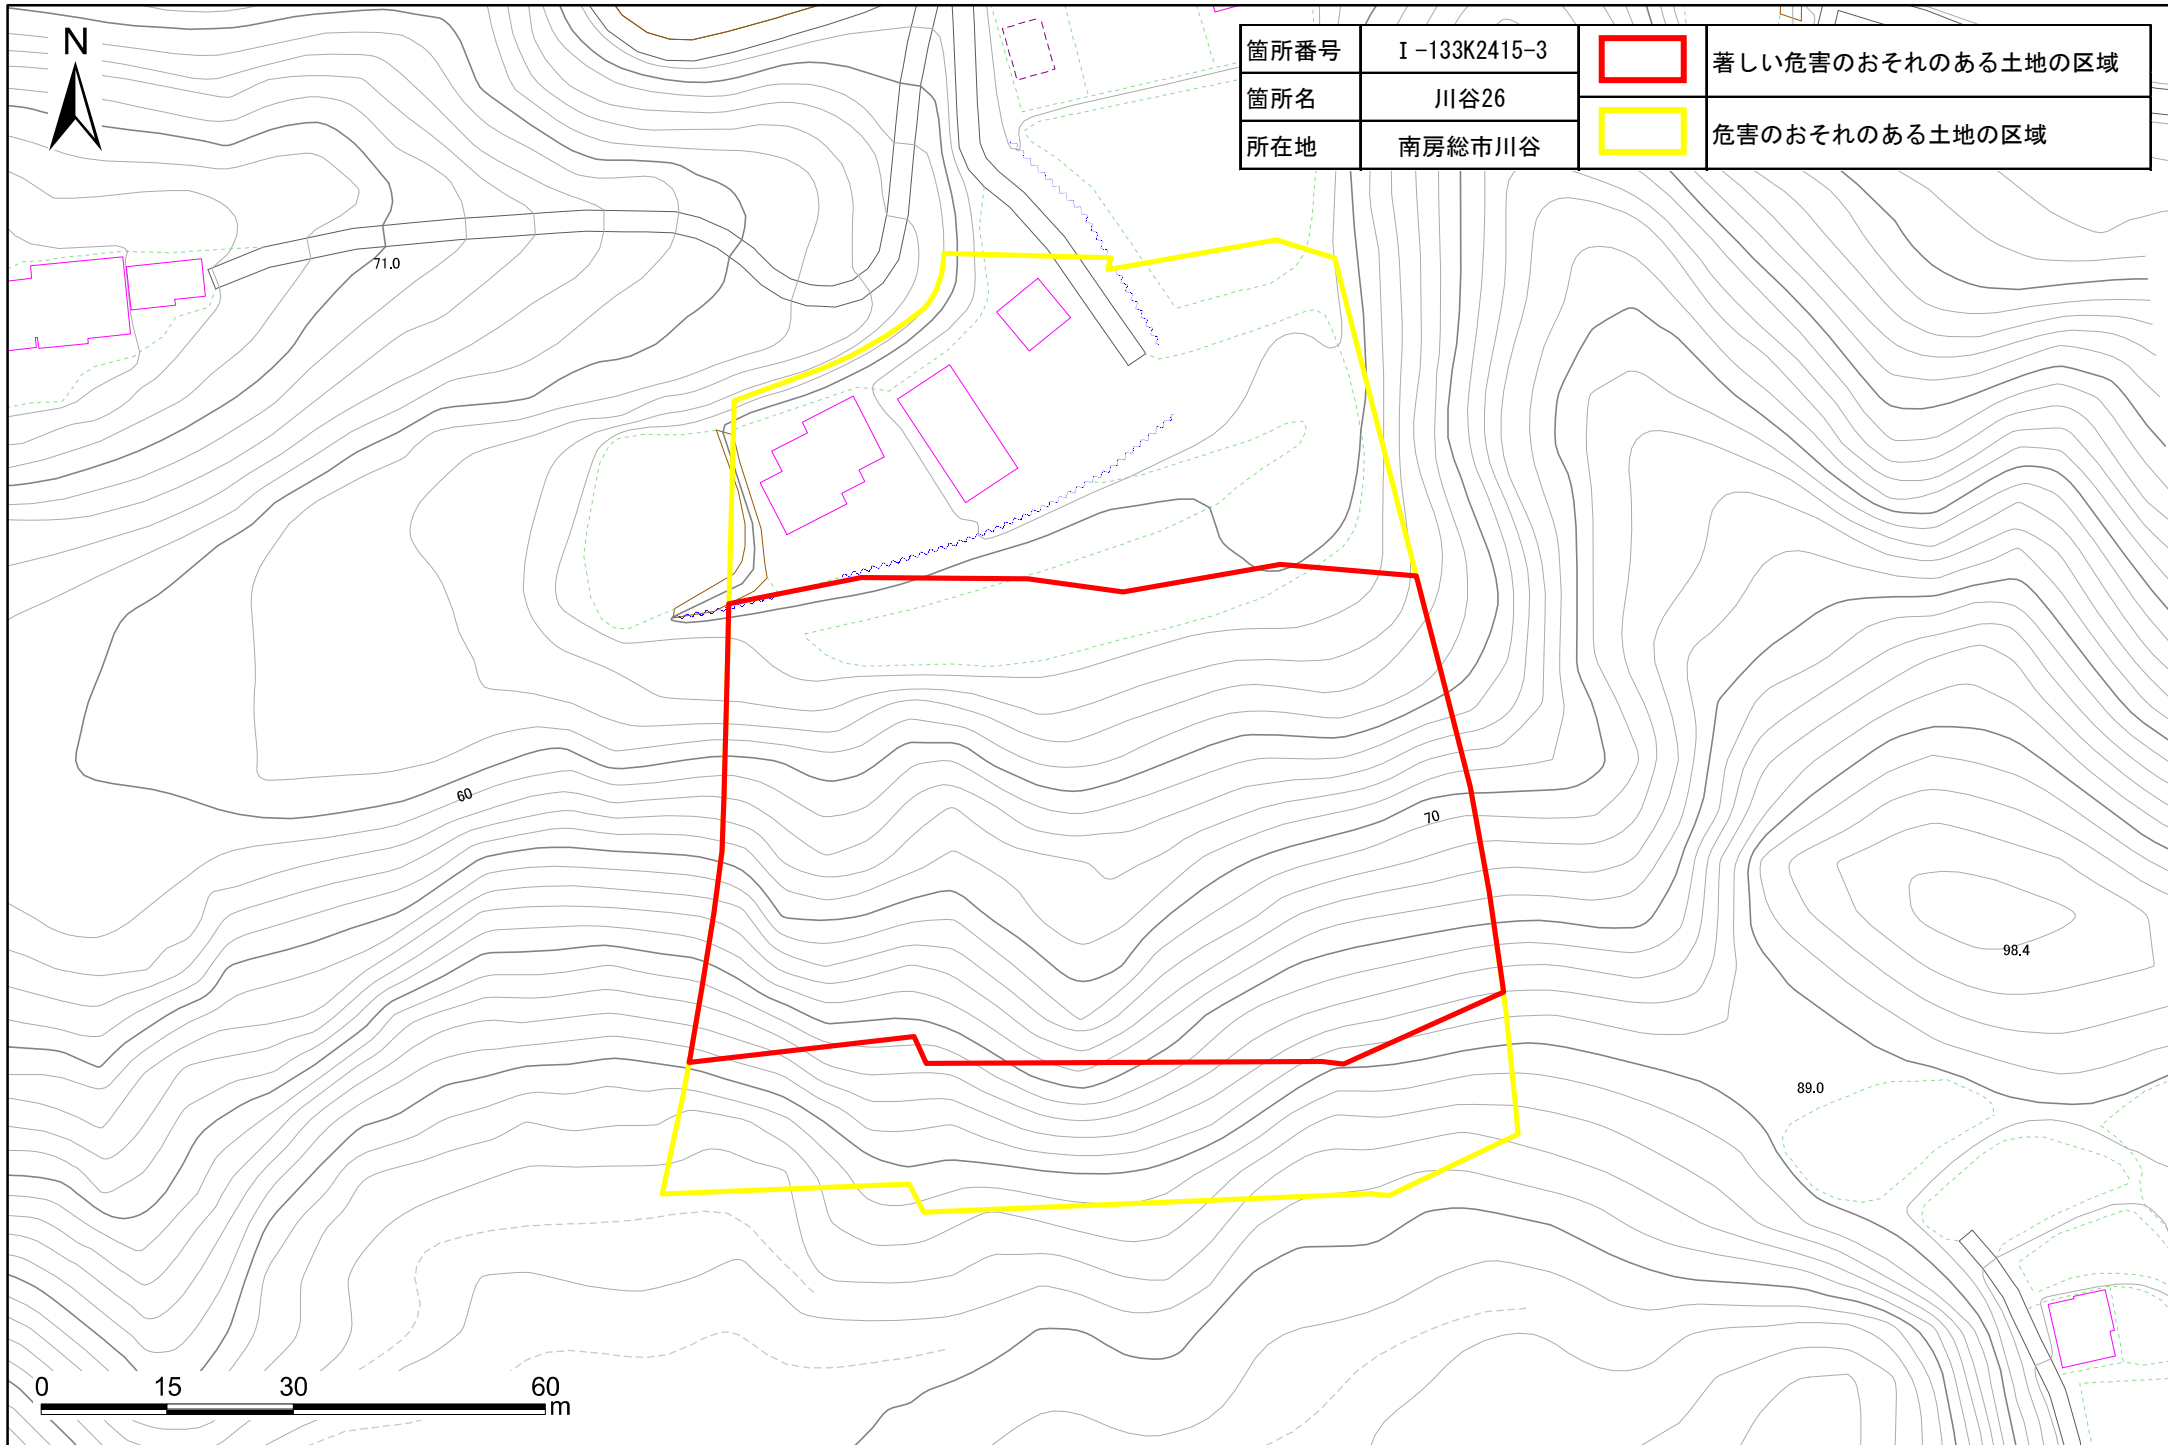 N
箇所番号 Ⅰ-133K2415-3
箇所名 川谷26
所在地 南房総市川谷
著しい危害のおそれのある土地の区域
危害のおそれのある土地の区域
71.0
60
70
98.4
89.0
0 15 30 60
m